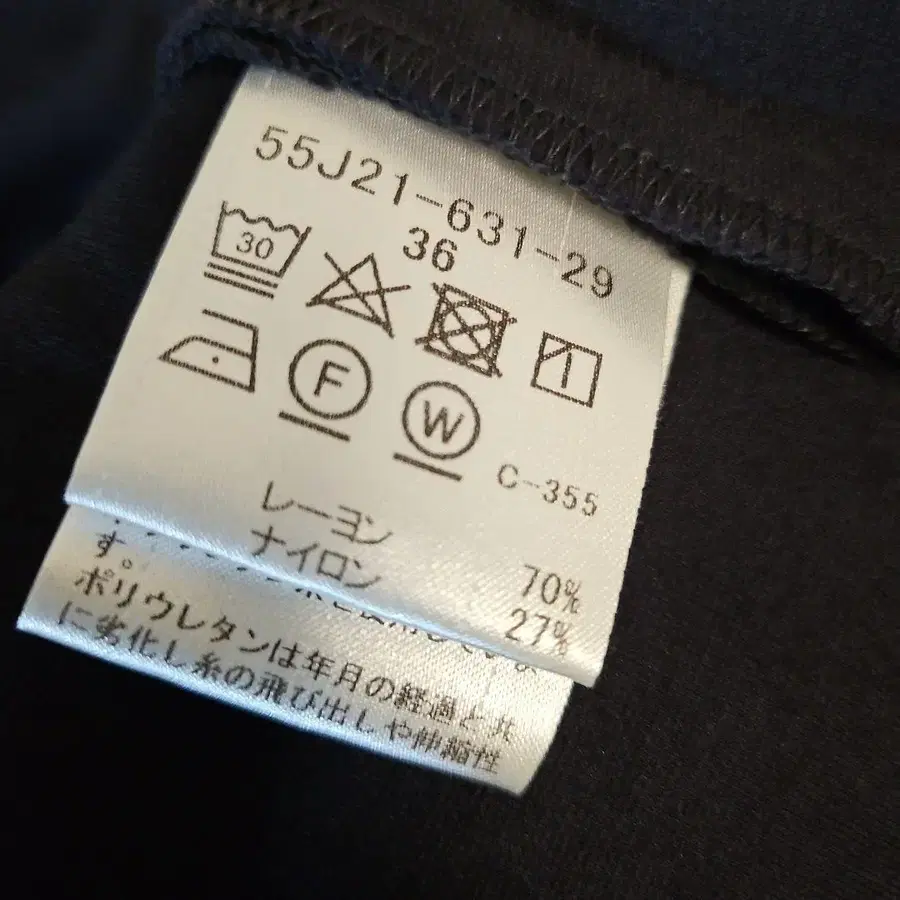 55J21-631-29
36
30
F
W
C-355
レーヨン 70%
ナイロン 27%
す。
ポリウレタンは年月の経過と共
に劣化し糸の飛び出しや伸縮性